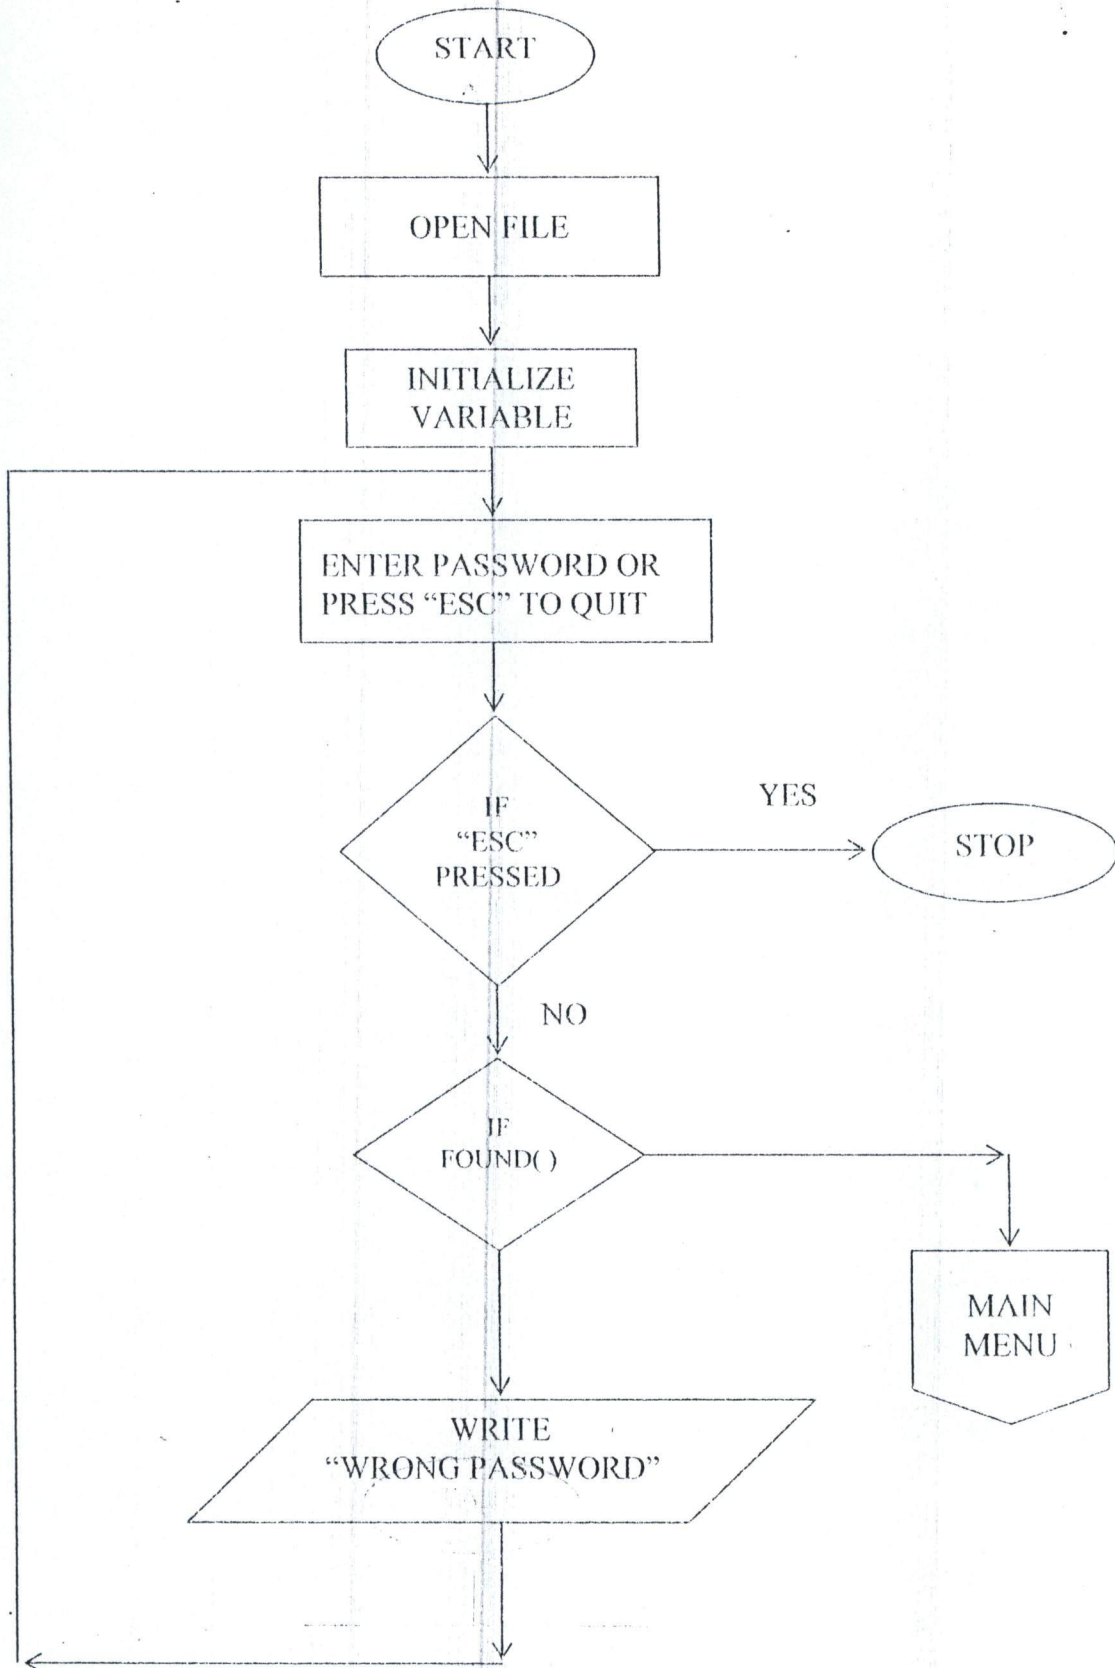 START
OPEN FILE
INITIALIZE
VARIABLE
ENTER PASSWORD OR
PRESS “ESC” TO QUIT
IF
“ESC”
PRESSED
YES
STOP
NO
IF
FOUND( )
MAIN
MENU
WRITE
“WRONG PASSWORD”